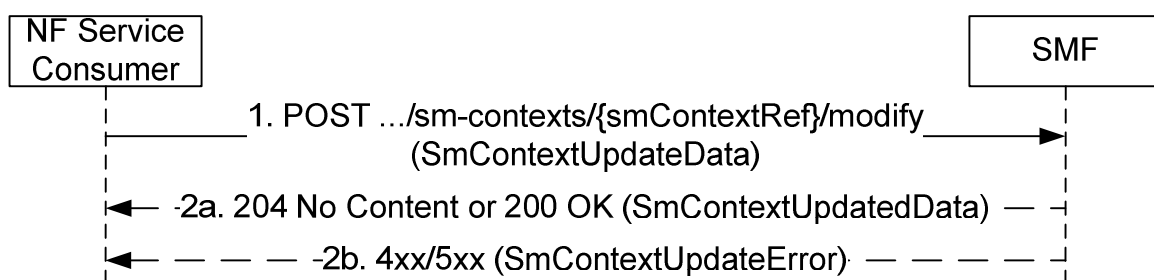 NF Service
Consumer
SMF
1. POST …/sm-contexts/{smContextRef}/modify
(SmContextUpdateData)
2a. 204 No Content or 200 OK (SmContextUpdatedData)
2b. 4xx/5xx (SmContextUpdateError)